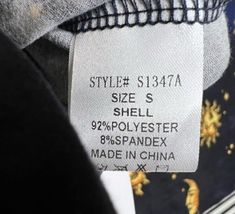 STYLE# S1347A
SIZE S
SHELL
92%POLYESTER
8%SPANDEX
MADE IN CHINA